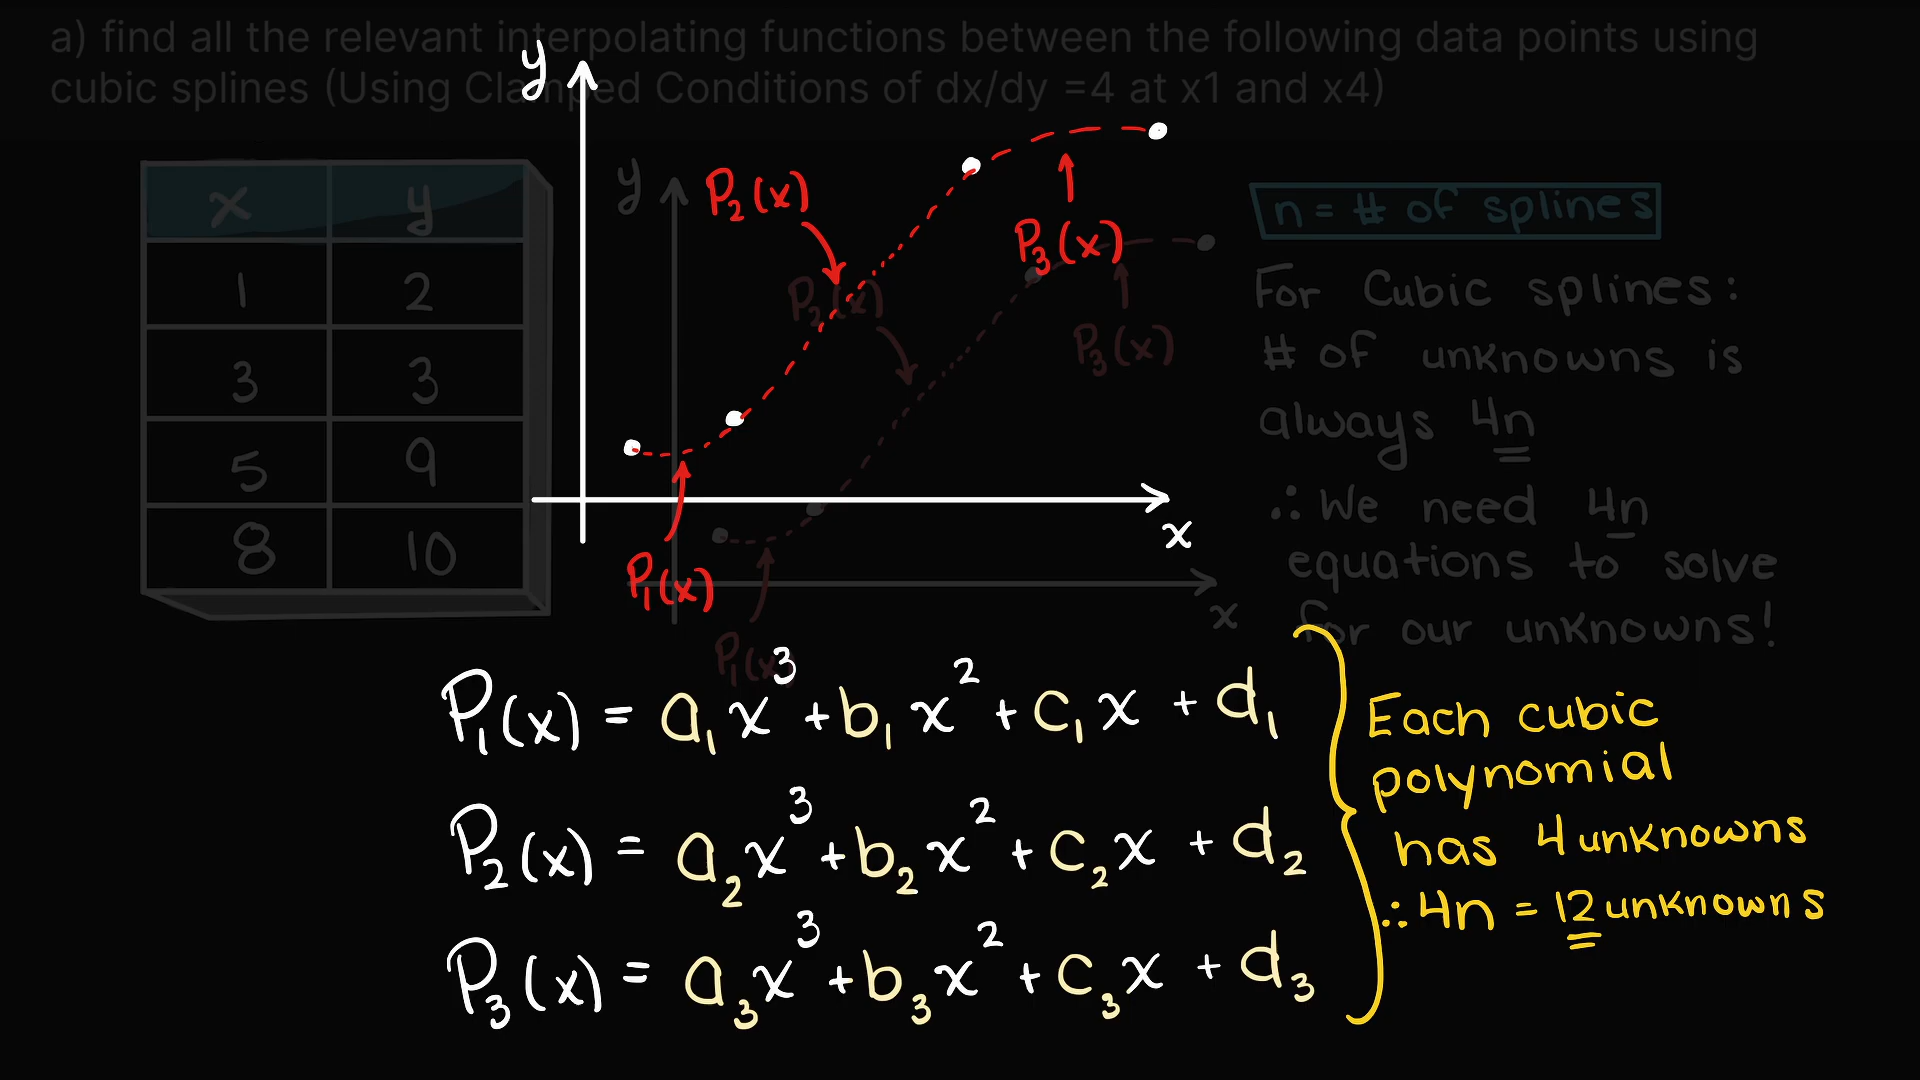 a) find all the relevant interpolating functions between the following data points using
cubic splines (Using Clamped Conditions of dx/dy =4 at x1 and x4)
x y
1 2
3 3
5 9
8 10
y
P₂(x)
P₃(x)
P₁(x)
x
y
P₂(x)
P₃(x)
P₁(x)
x
n = # of splines
For Cubic splines:
# of unknowns is
always 4n
∴ We need 4n
equations to solve
for our unknowns!
P₁(x) = a₁x³ + b₁x² + c₁x + d₁
P₂(x) = a₂x³ + b₂x² + c₂x + d₂
P₃(x) = a₃x³ + b₃x² + c₃x + d₃
Each cubic
polynomial
has 4 unknowns
∴ 4n = 12 unknowns